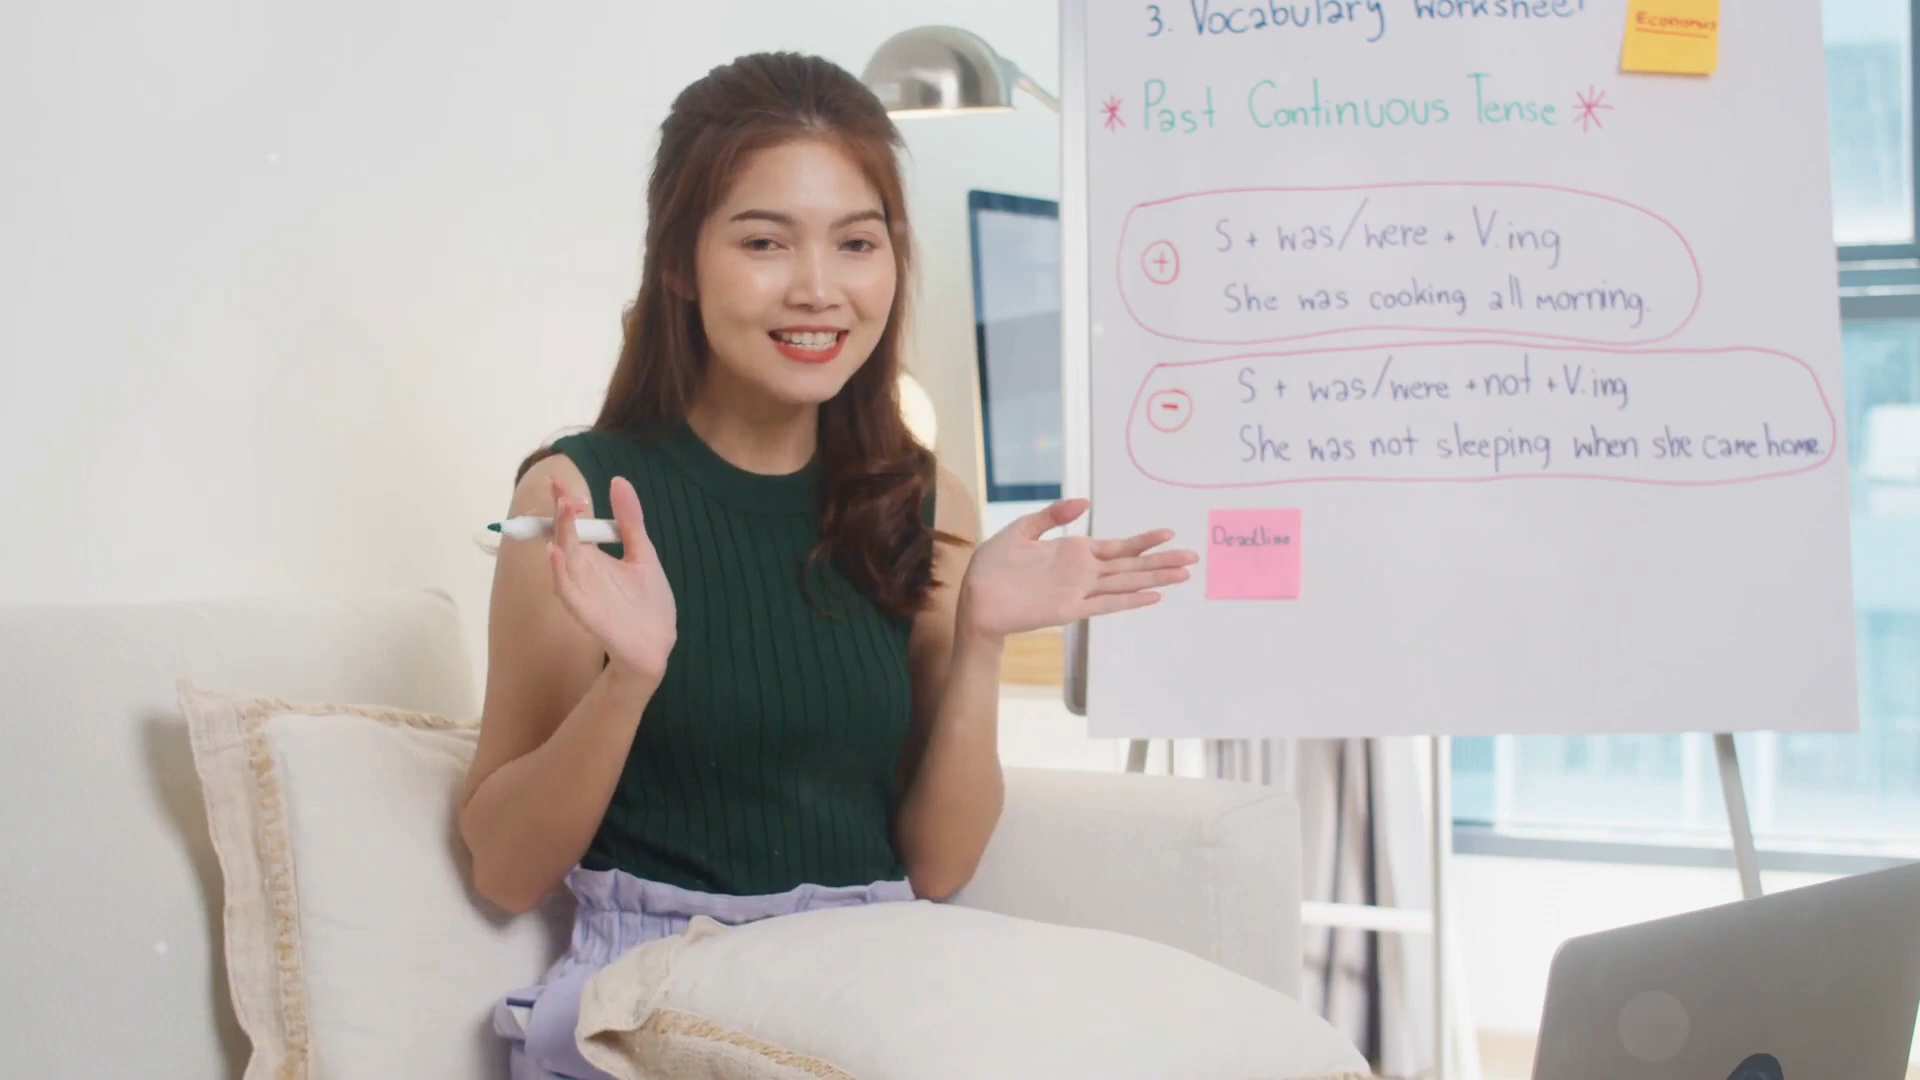 3. Vocabulary Worksheet
Economic
* Past Continuous Tense *
+ S + was/were + V.ing
She was cooking all morning.
- S + was/were + not + V.ing
She was not sleeping when she came home.
Deadline